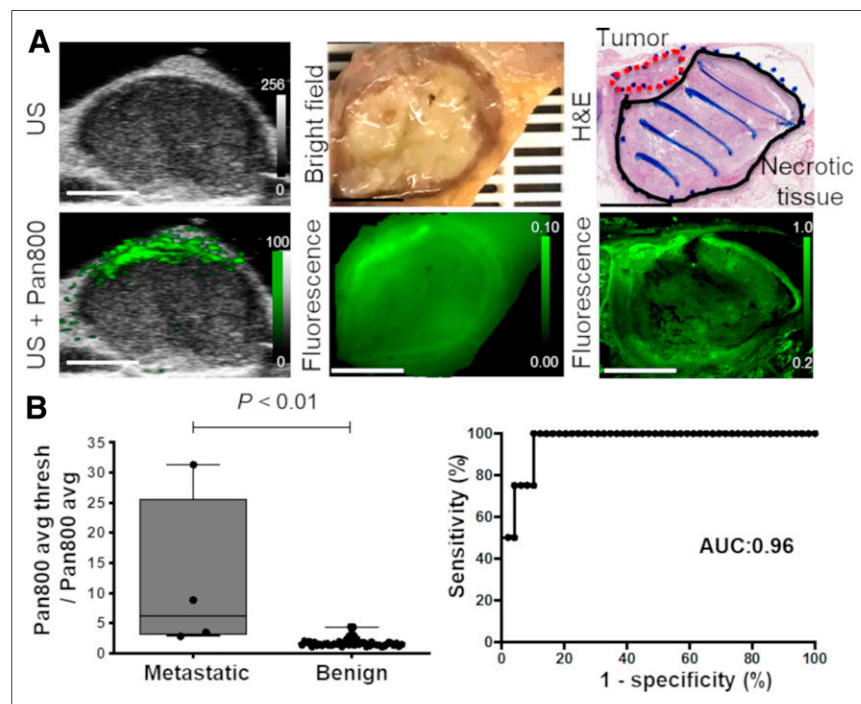 A
US
256
0
Bright field
Tumor
H&E
Necrotic
tissue
US + Pan800
100
0
Fluorescence
0.10
0.00
Fluorescence
1.0
0.2
B
P < 0.01
Pan800 avg thresh
/ Pan800 avg
35
30
25
20
15
10
5
0
Metastatic
Benign
Sensitivity (%)
100
80
60
40
20
0
AUC:0.96
0 20 40 60 80 100
1 - specificity (%)